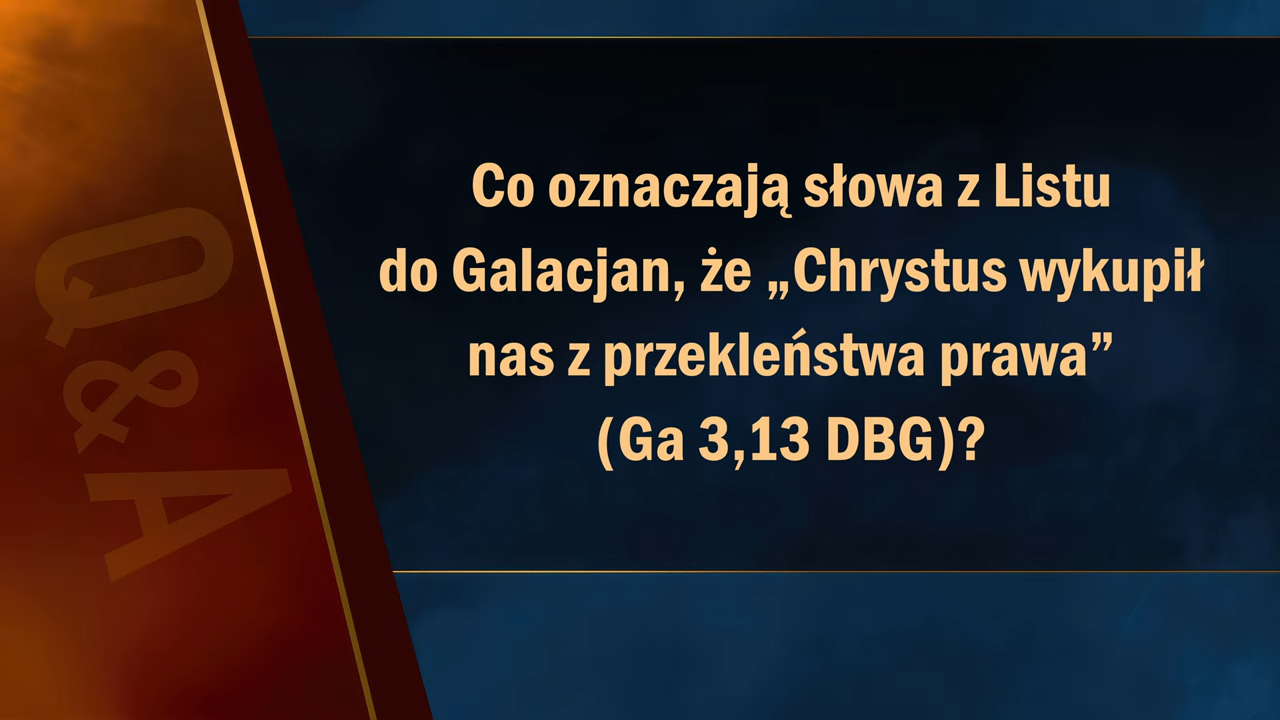 Co oznaczają słowa z Listu
do Galacjan, że „Chrystus wykupił
nas z przekleństwa prawa”
(Ga 3,13 DBG)?
Q&A